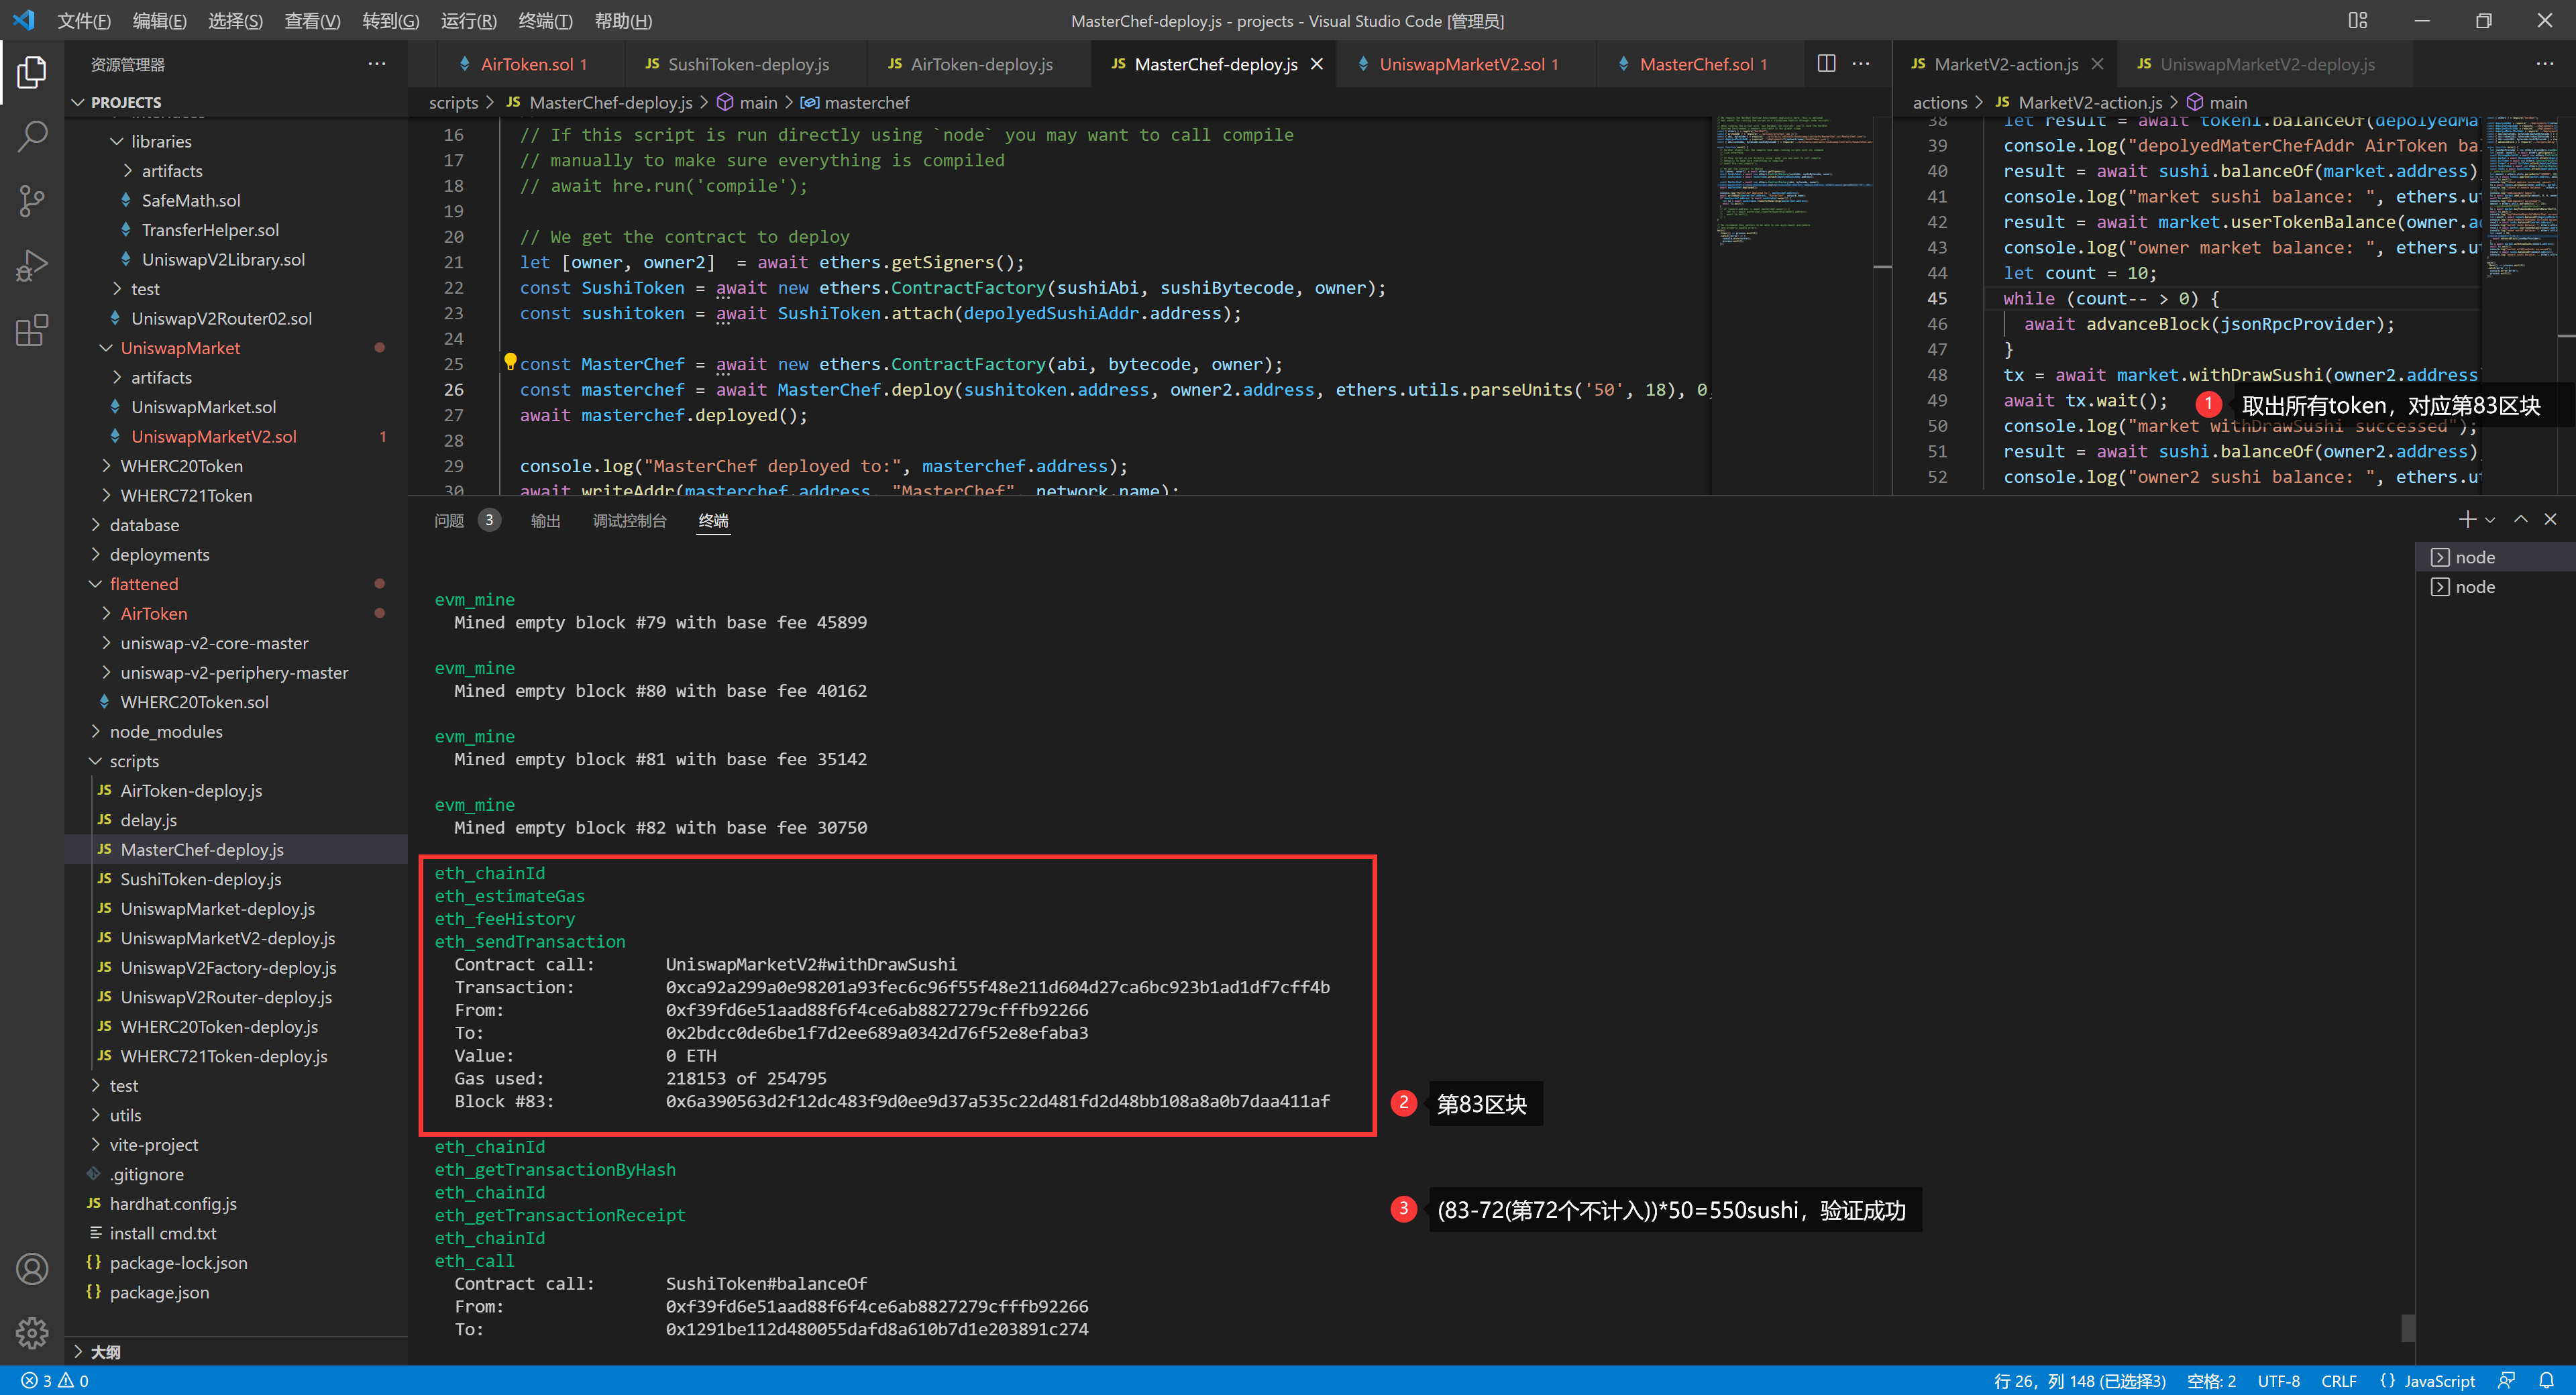 文件(F) 编辑(E) 选择(S) 查看(V) 转到(G) 运行(R) 终端(T) 帮助(H)
MasterChef-deploy.js - projects - Visual Studio Code [管理员]
资源管理器
PROJECTS
libraries
artifacts
SafeMath.sol
TransferHelper.sol
UniswapV2Library.sol
test
UniswapV2Router02.sol
UniswapMarket
artifacts
UniswapMarket.sol
UniswapMarketV2.sol 1
WHERC20Token
WHERC721Token
database
deployments
flattened
AirToken
uniswap-v2-core-master
uniswap-v2-periphery-master
WHERC20Token.sol
node_modules
scripts
JS AirToken-deploy.js
JS delay.js
JS MasterChef-deploy.js
JS SushiToken-deploy.js
JS UniswapMarket-deploy.js
JS UniswapMarketV2-deploy.js
JS UniswapV2Factory-deploy.js
JS UniswapV2Router-deploy.js
JS WHERC20Token-deploy.js
JS WHERC721Token-deploy.js
test
utils
vite-project
.gitignore
JS hardhat.config.js
install cmd.txt
{} package-lock.json
{} package.json
大纲
AirToken.sol 1 JS SushiToken-deploy.js JS AirToken-deploy.js JS MasterChef-deploy.js UniswapMarketV2.sol 1 MasterChef.sol 1
scripts > JS MasterChef-deploy.js > main > masterchef
16 // If this script is run directly using `node` you may want to call compile
17 // manually to make sure everything is compiled
18 // await hre.run('compile');
19
20 // We get the contract to deploy
21 let [owner, owner2]  = await ethers.getSigners();
22 const SushiToken = await new ethers.ContractFactory(sushiAbi, sushiBytecode, owner);
23 const sushitoken = await SushiToken.attach(depolyedSushiAddr.address);
24
25 const MasterChef = await new ethers.ContractFactory(abi, bytecode, owner);
26 const masterchef = await MasterChef.deploy(sushitoken.address, owner2.address, ethers.utils.parseUnits('50', 18), 0,
27 await masterchef.deployed();
28
29 console.log("MasterChef deployed to:", masterchef.address);
30 await writeAddr(masterchef.address, "MasterChef", network.name);
JS MarketV2-action.js JS UniswapMarketV2-deploy.js
actions > JS MarketV2-action.js > main
38 let result = await token1.balanceOf(depolyedMa
39 console.log("depolyedMaterChefAddr AirToken ba
40 result = await sushi.balanceOf(market.address)
41 console.log("market sushi balance: ", ethers.u
42 result = await market.userTokenBalance(owner.a
43 console.log("owner market balance: ", ethers.u
44 let count = 10;
45 while (count-- > 0) {
46 await advanceBlock(jsonRpcProvider);
47 }
48 tx = await market.withDrawSushi(owner2.address
49 await tx.wait();
1 取出所有token，对应第83区块
50 console.log("market withDrawSushi successed");
51 result = await sushi.balanceOf(owner2.address)
52 console.log("owner2 sushi balance: ", ethers.u
问题 3 输出 调试控制台 终端
node
node
evm_mine
Mined empty block #79 with base fee 45899
evm_mine
Mined empty block #80 with base fee 40162
evm_mine
Mined empty block #81 with base fee 35142
evm_mine
Mined empty block #82 with base fee 30750
eth_chainId
eth_estimateGas
eth_feeHistory
eth_sendTransaction
Contract call: UniswapMarketV2#withDrawSushi
Transaction: 0xca92a299a0e98201a93fec6c96f55f48e211d604d27ca6bc923b1ad1df7cff4b
From: 0xf39fd6e51aad88f6f4ce6ab8827279cfffb92266
To: 0x2bdcc0de6be1f7d2ee689a0342d76f52e8efaba3
Value: 0 ETH
Gas used: 218153 of 254795
Block #83: 0x6a390563d2f12dc483f9d0ee9d37a535c22d481fd2d48bb108a8a0b7daa411af
2 第83区块
eth_chainId
eth_getTransactionByHash
eth_chainId
eth_getTransactionReceipt
3 (83-72(第72个不计入))*50=550sushi，验证成功
eth_chainId
eth_call
Contract call: SushiToken#balanceOf
From: 0xf39fd6e51aad88f6f4ce6ab8827279cfffb92266
To: 0x1291be112d480055dafd8a610b7d1e203891c274
3 0 行 26，列 148 (已选择3) 空格: 2 UTF-8 CRLF {} JavaScript